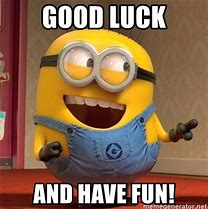 GOOD LUCK
AND HAVE FUN!
memegenerator.net